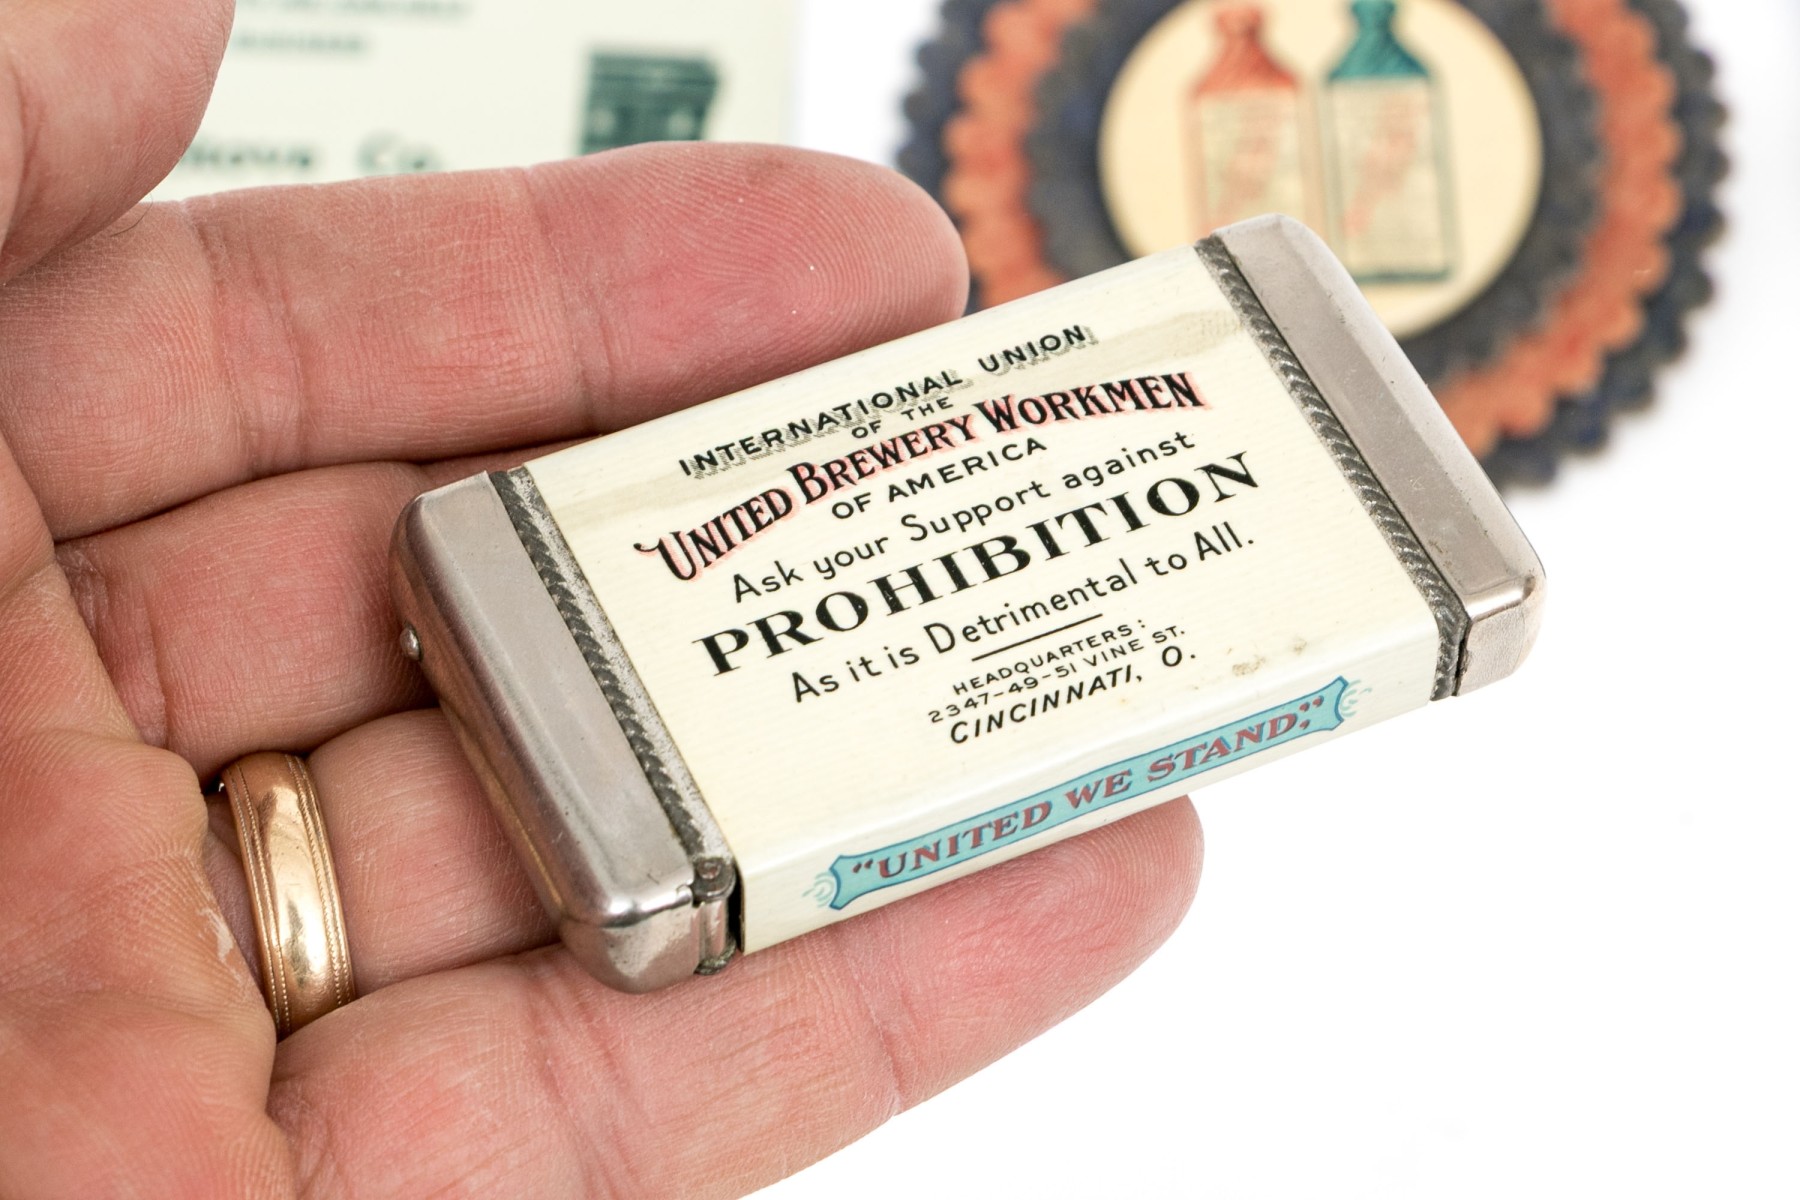 INTERNATIONAL UNION
OF THE
UNITED BREWERY WORKMEN
OF AMERICA
Ask your Support against
PROHIBITION
As it is Detrimental to All.
HEADQUARTERS:
2347-49-51 VINE ST.
CINCINNATI, O.
"UNITED WE STAND;"
Co.